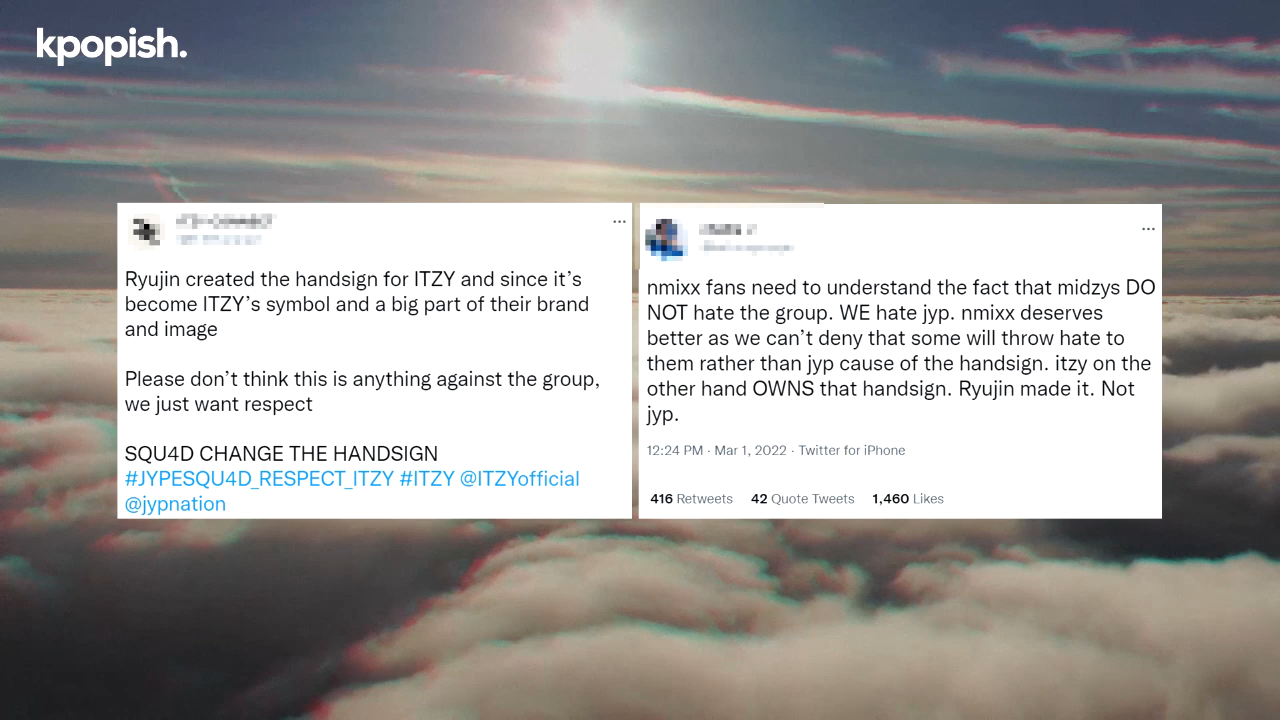 kpopish.
Ryujin created the handsign for ITZY and since it's
become ITZY's symbol and a big part of their brand
and image
Please don't think this is anything against the group,
we just want respect
SQU4D CHANGE THE HANDSIGN
#JYPESQU4D_RESPECT_ITZY #ITZY @ITZYofficial
@jypnation
nmixx fans need to understand the fact that midzys DO
NOT hate the group. WE hate jyp. nmixx deserves
better as we can't deny that some will throw hate to
them rather than jyp cause of the handsign. itzy on the
other hand OWNS that handsign. Ryujin made it. Not
jyp.
12:24 PM · Mar 1, 2022 · Twitter for iPhone
416 Retweets 42 Quote Tweets 1,460 Likes